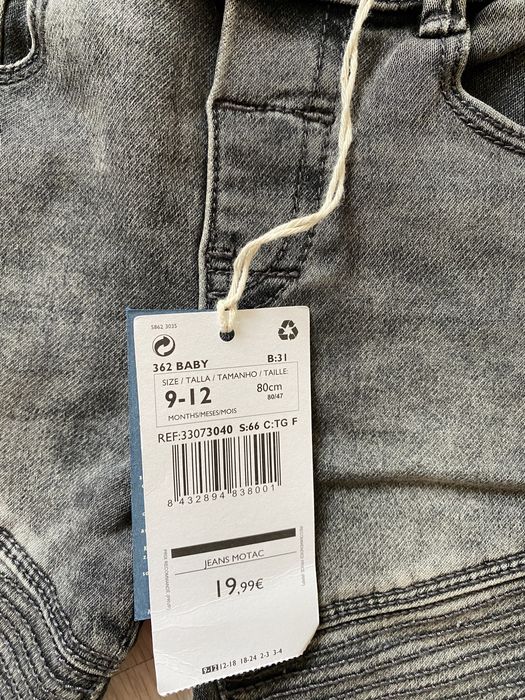 5862 3035
362 BABY B:31
SIZE / TALLA / TAMANHO / TAILLE:
9-12 80cm
80/47
MONTHS/MESES/MOIS
REF:33073040 S:66 C:TG F
8 432894 838001
JEANS MOTAC
19,99€
9-12 12-18 18-24 2-3 3-4